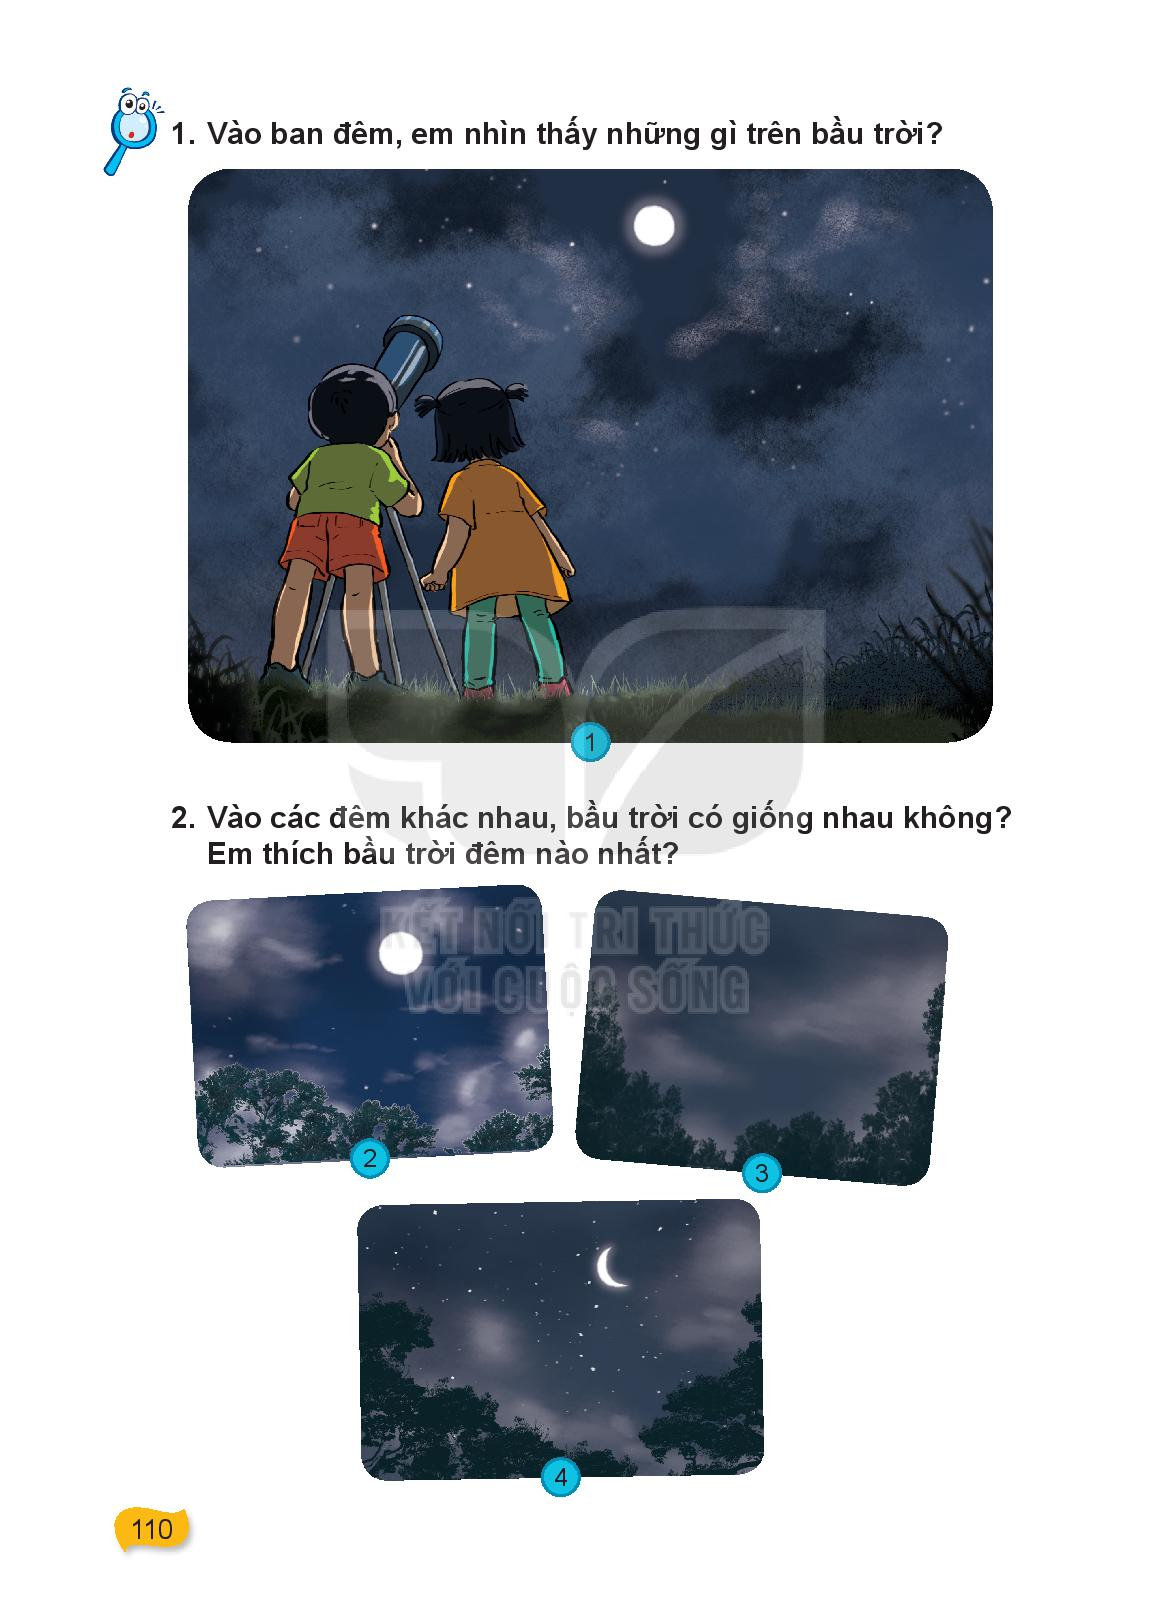 1. Vào ban đêm, em nhìn thấy những gì trên bầu trời?
1
2. Vào các đêm khác nhau, bầu trời có giống nhau không?
Em thích bầu trời đêm nào nhất?
KẾT NỐI TRI THỨC
VỚI CUỘC SỐNG
2
3
4
110